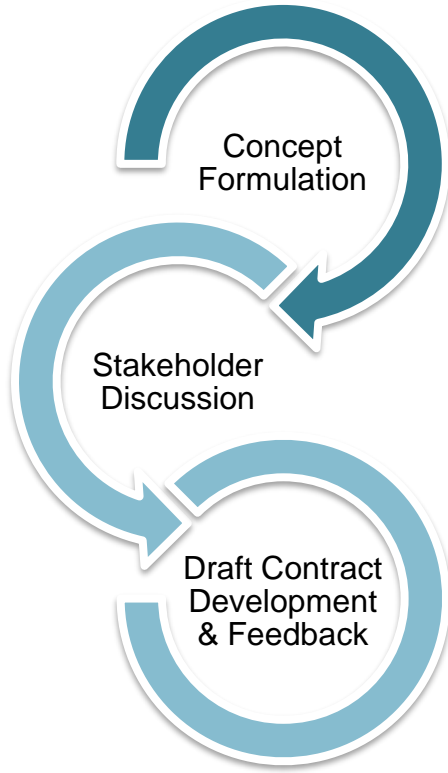 Concept
Formulation
Stakeholder
Discussion
Draft Contract
Development
& Feedback